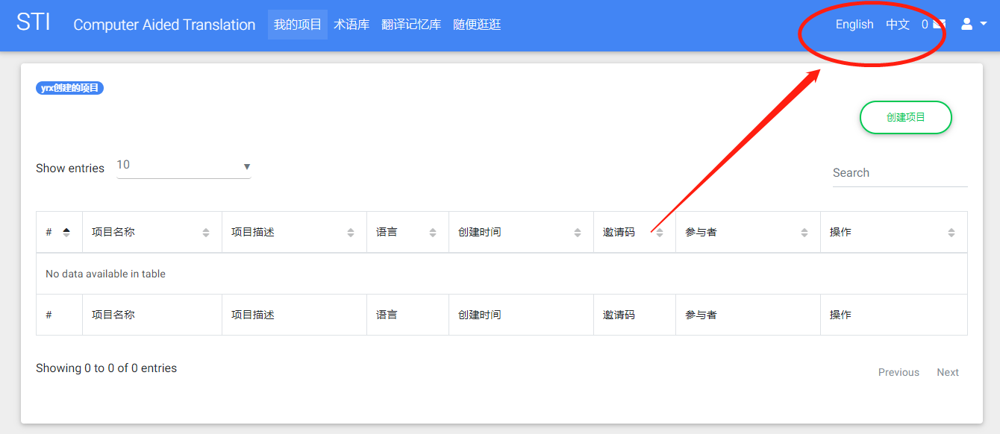 STI Computer Aided Translation 我的项目 术语库 翻译记忆库 随便逛逛 English 中文 0
yrx创建的项目
创建项目
Show entries 10
Search
# 项目名称 项目描述 语言 创建时间 邀请码 参与者 操作
No data available in table
# 项目名称 项目描述 语言 创建时间 邀请码 参与者 操作
Showing 0 to 0 of 0 entries
Previous Next